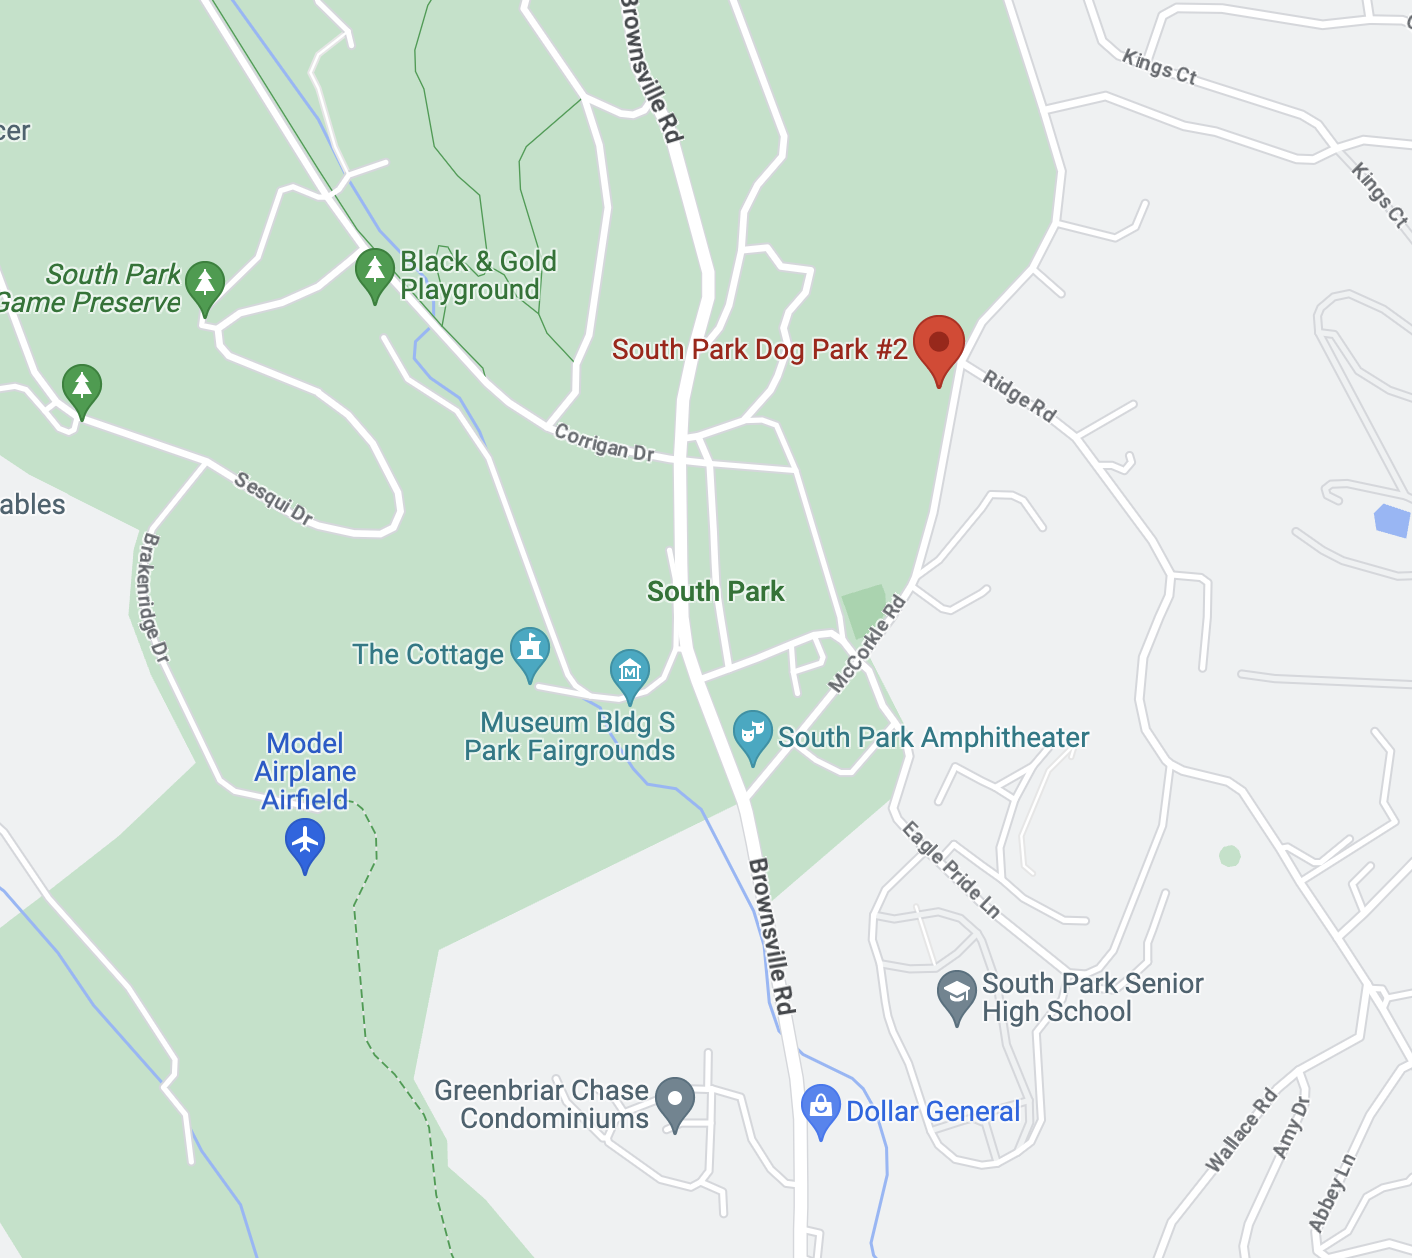 Brownsville Rd
Kings Ct
cer
Kings Ct
South Park
Game Preserve
Black & Gold
Playground
South Park Dog Park #2
Ridge Rd
Corrigan Dr
Sesqui Dr
ables
Brakenridge Dr
South Park
McCorkle Rd
The Cottage
Museum Bldg S
Park Fairgrounds
South Park Amphitheater
Model
Airplane
Airfield
Eagle Pride Ln
Brownsville Rd
South Park Senior
High School
Greenbriar Chase
Condominiums
Dollar General
Wallace Rd
Amy Dr
Abbey Ln